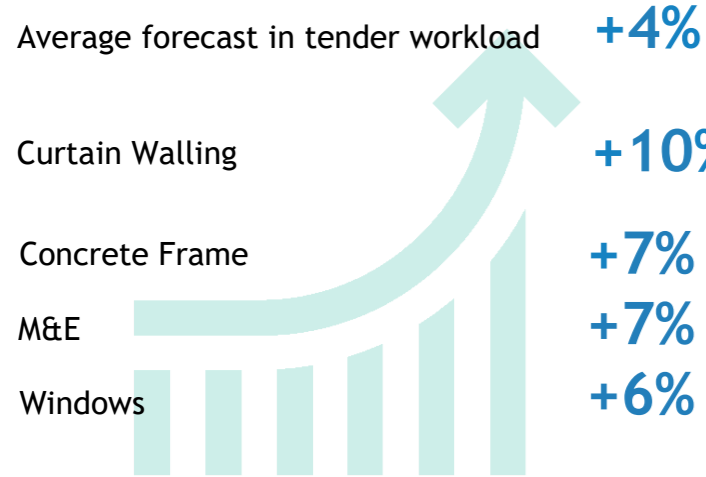 Average forecast in tender workload +4%
Curtain Walling +10%
Concrete Frame +7%
M&E +7%
Windows +6%